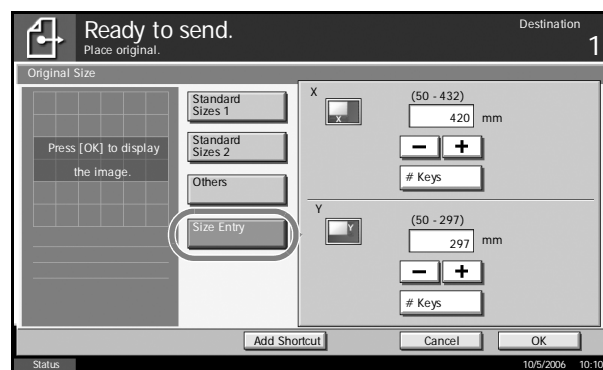 Ready to send.
Place original.
Destination
1
Original Size
Press [OK] to display
the image.
Standard
Sizes 1
Standard
Sizes 2
Others
Size Entry
X
X
(50 - 432)
420 mm
# Keys
Y
Y
(50 - 297)
297 mm
# Keys
Add Shortcut
Cancel
OK
Status
10/5/2006 10:10